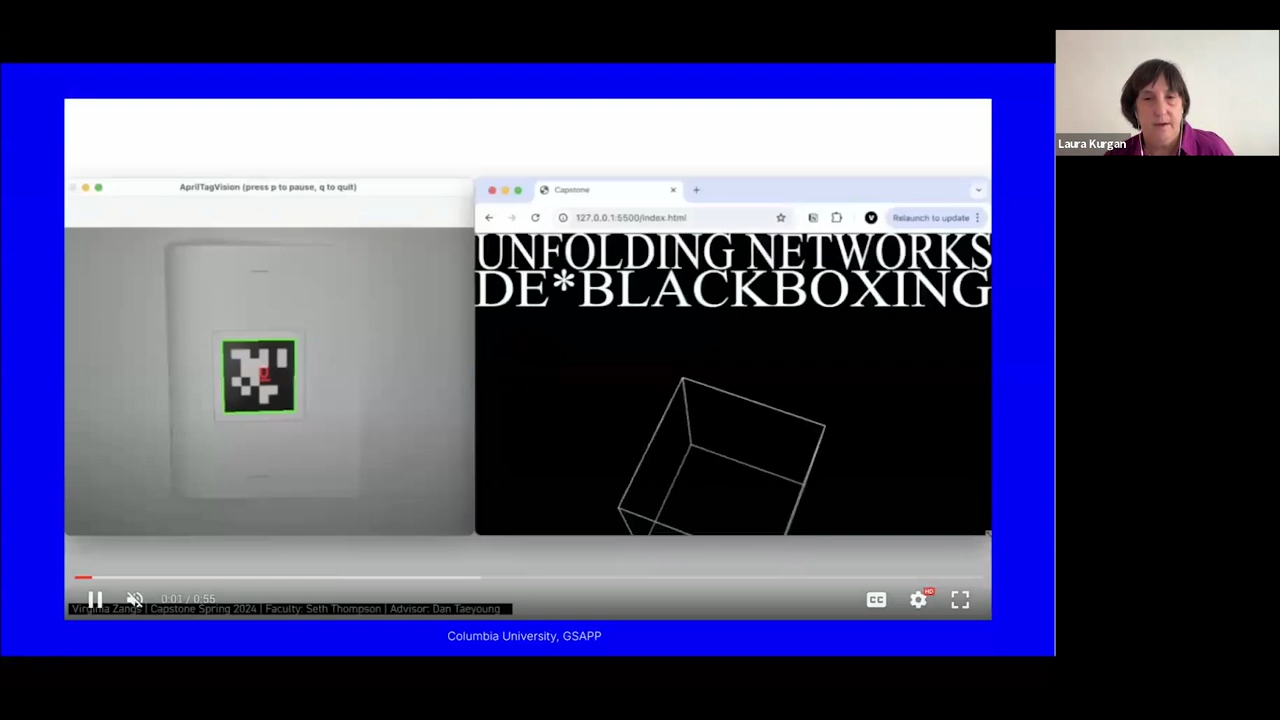 Laura Kurgan
AprilTagVision (press p to pause, q to quit)
Capstone
127.0.0.1:5500/index.html
Relaunch to update
UNFOLDING NETWORKS
DE*BLACKBOXING
0:01 / 0:55
Virginia Zangs | Capstone Spring 2024 | Faculty: Seth Thompson | Advisor: Dan Taeyoung
CC
HD
Columbia University, GSAPP